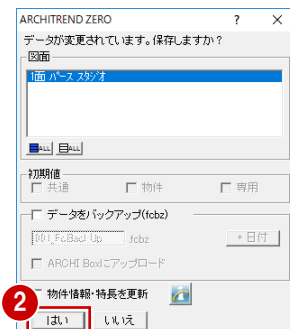 ARCHITREND ZERO ? ×
データが変更されています。保存しますか？
図面
1面 パース スタジオ
ALL ALL
初期値
共通 物件 専用
データをバックアップ(fcbz)
001_FcBacl Up fcbz +日付
ARCHI Boxにアップロード
物件情報・特長を更新
2
はい いいえ